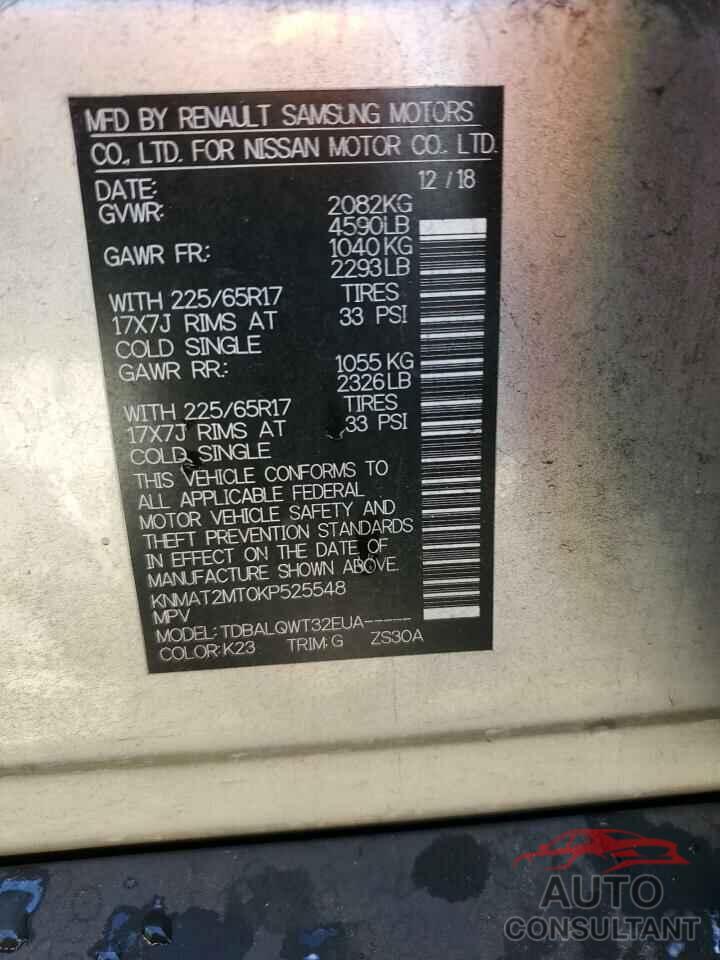 MFD BY RENAULT SAMSUNG MOTORS
CO., LTD. FOR NISSAN MOTOR CO., LTD.
DATE: 12 / 18
GVWR: 2082KG
4590LB
GAWR FR.: 1040 KG
2293LB
WITH 225/65R17 TIRES
17X7J RIMS AT 33 PSI
COLD SINGLE
GAWR RR.: 1055 KG
2326LB
WITH 225/65R17 TIRES
17X7J RIMS AT 33 PSI
COLD SINGLE
THIS VEHICLE CONFORMS TO
ALL APPLICABLE FEDERAL
MOTOR VEHICLE SAFETY AND
THEFT PREVENTION STANDARDS
IN EFFECT ON THE DATE OF
MANUFACTURE SHOWN ABOVE.
KNMAT2MT0KP525548
MPV
MODEL: TDBALQWT32EUA-----
COLOR:K23 TRIM:G ZS30A
AUTO
CONSULTANT